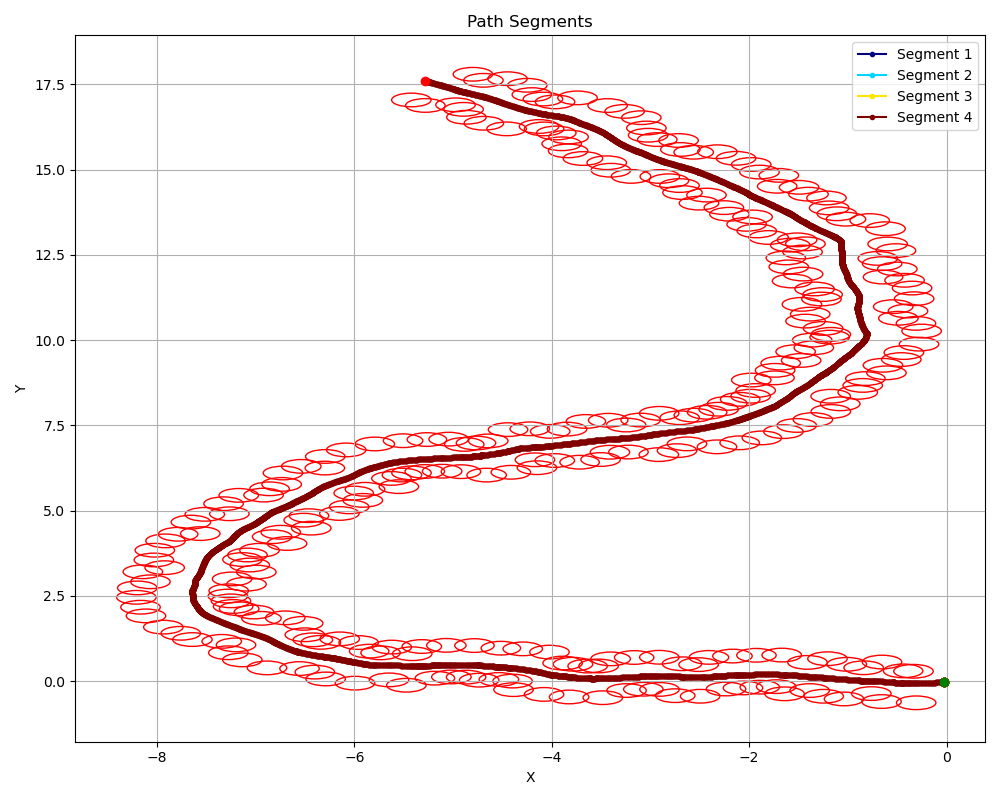 Path Segments
Segment 1
Segment 2
Segment 3
Segment 4
17.5
15.0
12.5
10.0
7.5
5.0
2.5
0.0
Y
−8
−6
−4
−2
0
X